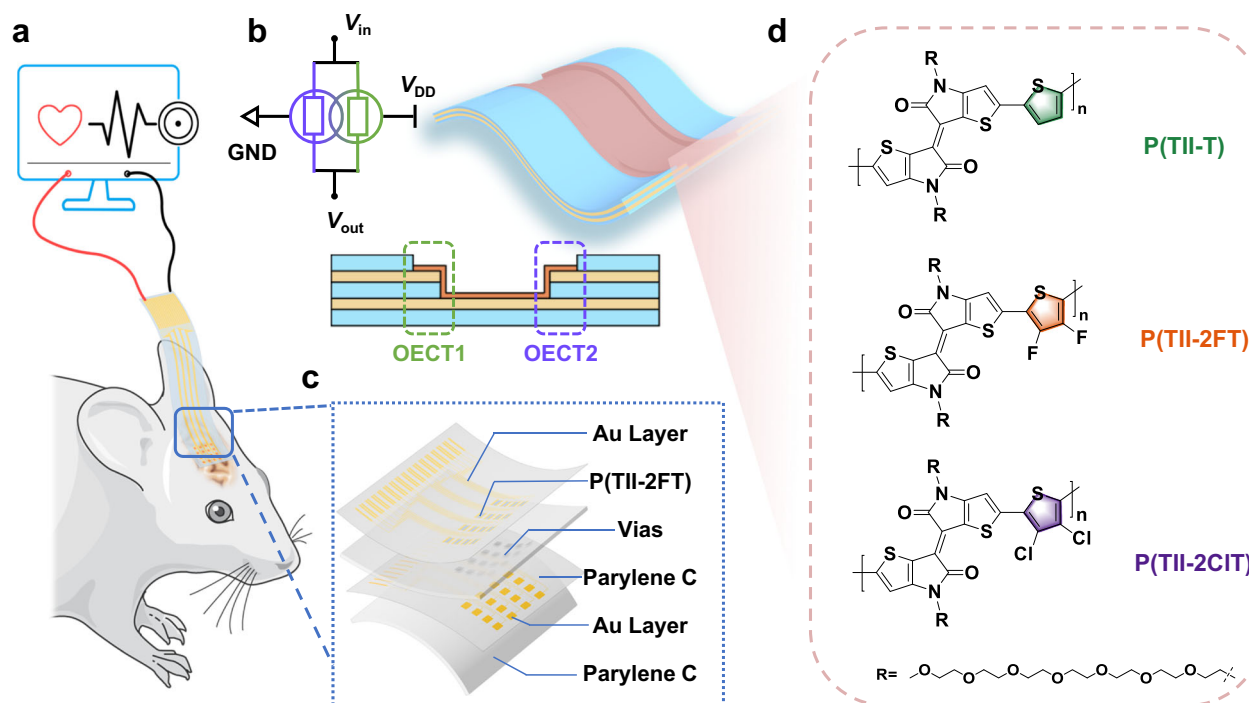 a
b
V_in
V_DD
GND
V_out
OECT1
OECT2
c
Au Layer
P(TII-2FT)
Vias
Parylene C
Au Layer
Parylene C
d
R
N
O
S
S
n
S
O
N
R
P(TII-T)
R
N
O
S
S
n
F
F
S
O
N
R
P(TII-2FT)
R
N
O
S
S
n
Cl
Cl
S
O
N
R
P(TII-2ClT)
R= O O O O O O O